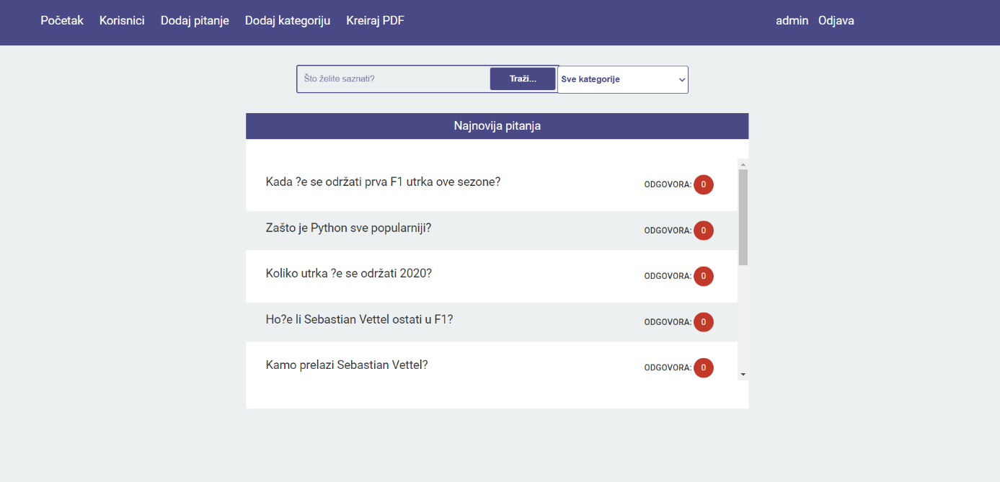 Početak Korisnici Dodaj pitanje Dodaj kategoriju Kreiraj PDF admin Odjava
Što želite saznati? Traži... Sve kategorije
Najnovija pitanja
Kada ?e se održati prva F1 utrka ove sezone? ODGOVORA: 0
Zašto je Python sve popularniji? ODGOVORA: 0
Koliko utrka ?e se održati 2020? ODGOVORA: 0
Ho?e li Sebastian Vettel ostati u F1? ODGOVORA: 0
Kamo prelazi Sebastian Vettel? ODGOVORA: 0